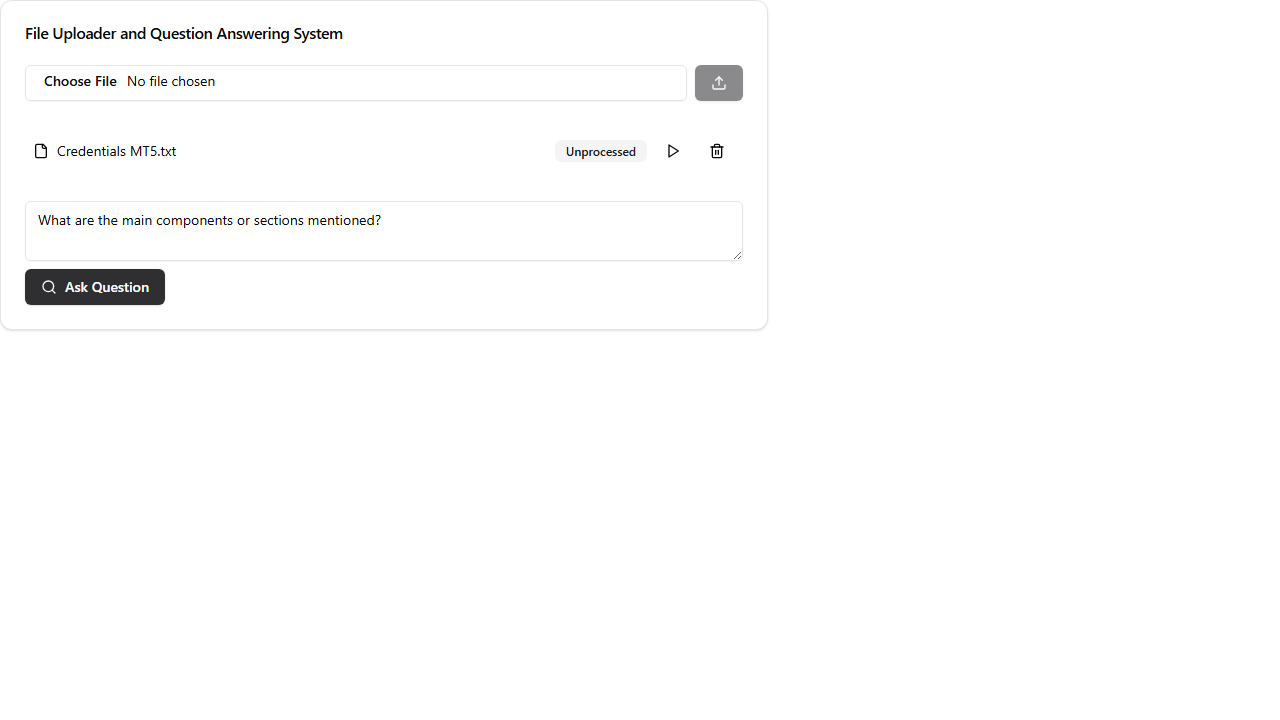 File Uploader and Question Answering System
Choose File No file chosen
Credentials MT5.txt Unprocessed
What are the main components or sections mentioned?
Ask Question